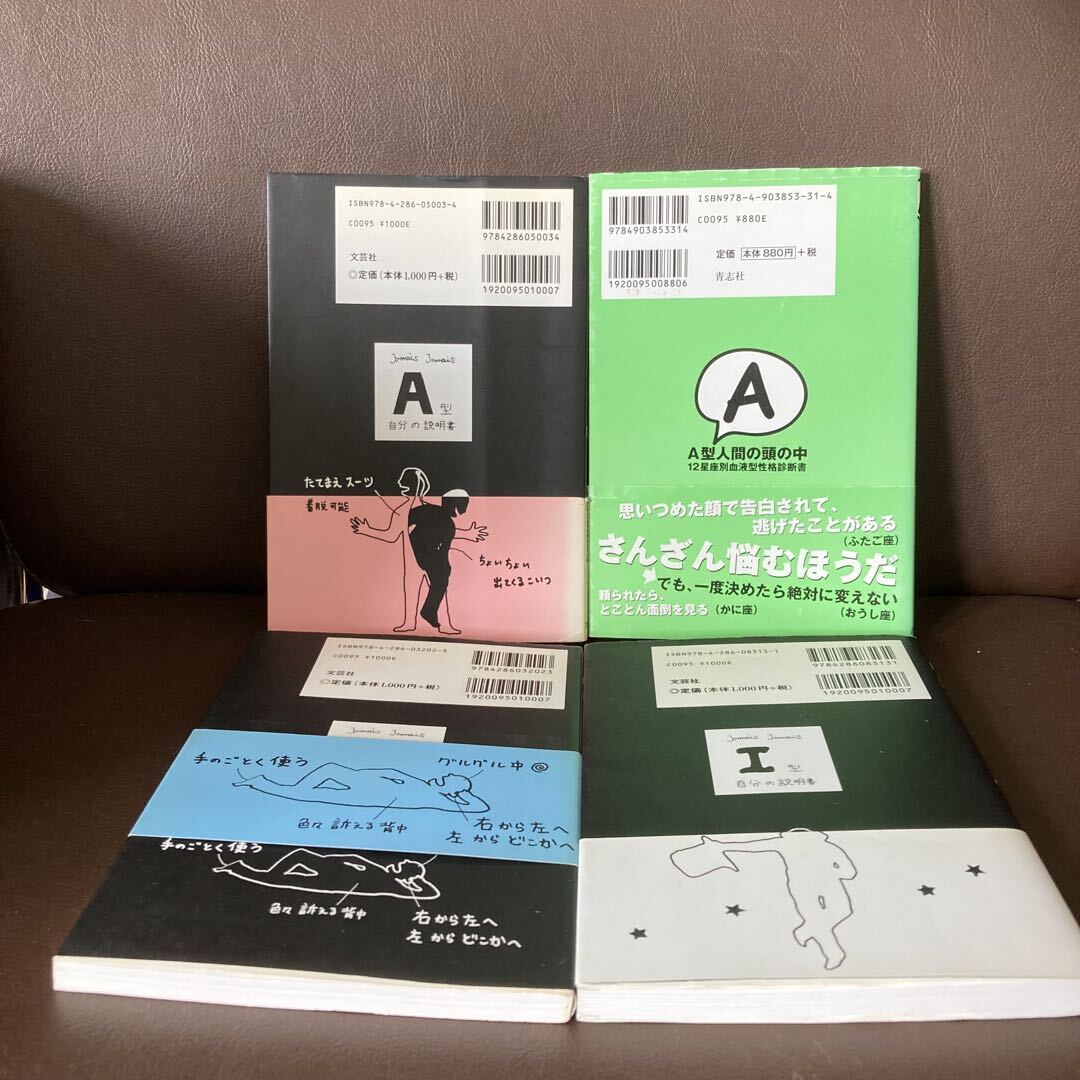 ISBN978-4-286-05003-4
C0095 ¥1000E
9784286050034
文芸社
◎定価(本体1,000円+税)
1920095010007
Jamais Jamais
A型
自分の説明書
たてまえスーツ
着脱可能
ちょいちょい
出てくるこいつ
ISBN978-4-903853-31-4
C0095 ¥880E
9784903853314
定価 本体880円+税
青志社
1920095008806
A
A型人間の頭の中
12星座別血液型性格診断書
思いつめた顔で告白されて、
逃げたことがある
(ふたご座)
さんざん悩むほうだ
でも、一度決めたら絶対に変えない
(おうし座)
頼られたら、
とことん面倒を見る(かに座)
ISBN978-4-286-03202-3
C0095 ¥1000E
9784286032023
文芸社
◎定価(本体1,000円+税)
1920095010007
Jamais Jamais
手のごとく使う
グルグル中
色々訴える背中
右から左へ
左からどこかへ
手のごとく使う
色々訴える背中
右から左へ
左からどこかへ
ISBN978-4-286-08313-1
C0095 ¥1000E
9784286083131
文芸社
◎定価(本体1,000円+税)
1920095010007
Jamais Jamais
I型
自分の説明書